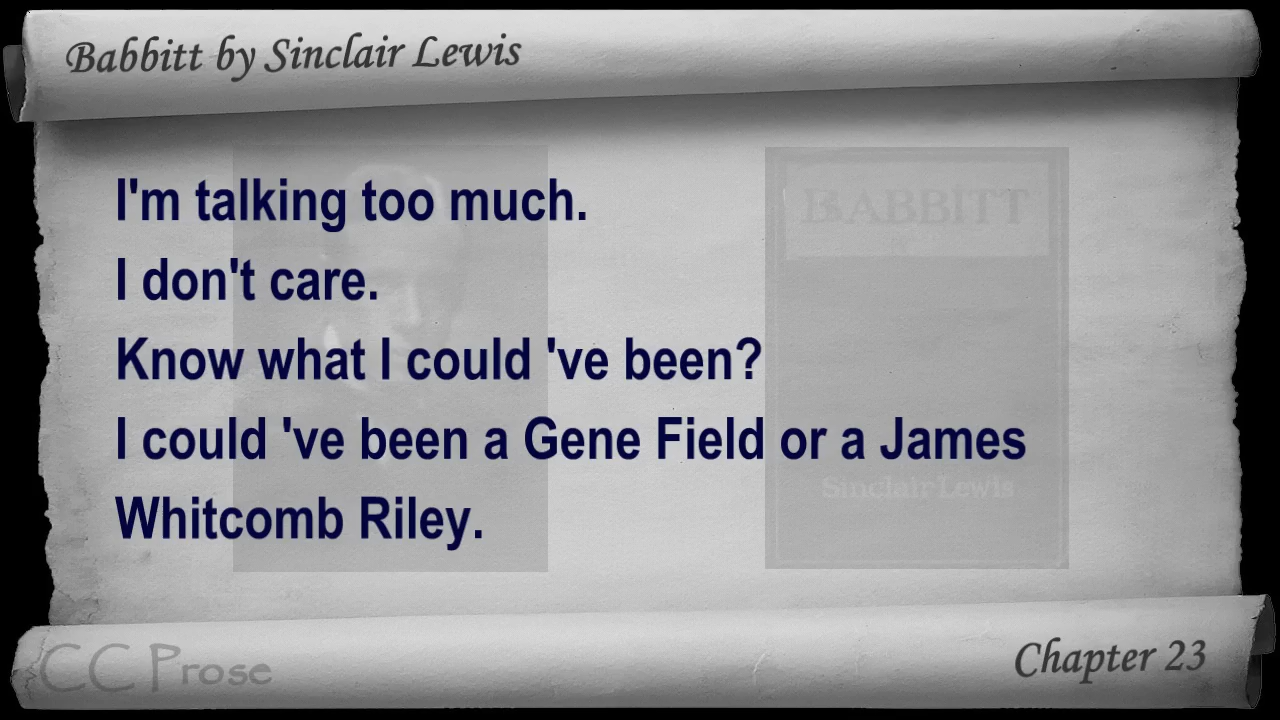 Babbitt by Sinclair Lewis
BABBITT
I'm talking too much.
I don't care.
Know what I could 've been?
I could 've been a Gene Field or a James
Whitcomb Riley.
Sinclair Lewis
CC Prose
Chapter 23